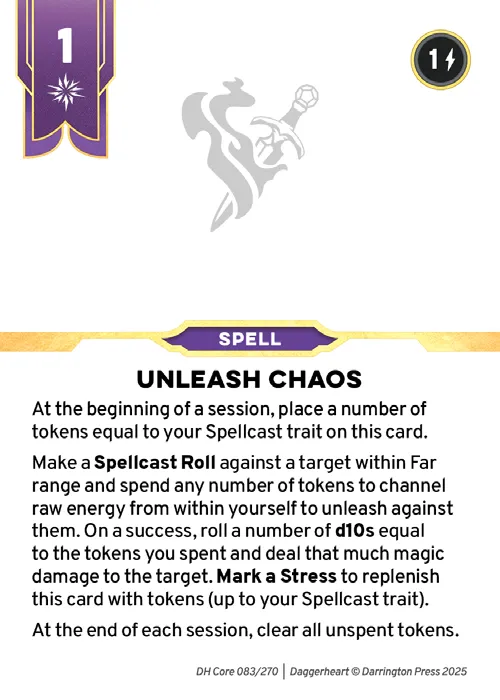 1
1
SPELL
UNLEASH CHAOS
At the beginning of a session, place a number of
tokens equal to your Spellcast trait on this card.
Make a Spellcast Roll against a target within Far
range and spend any number of tokens to channel
raw energy from within yourself to unleash against
them. On a success, roll a number of d10s equal
to the tokens you spent and deal that much magic
damage to the target. Mark a Stress to replenish
this card with tokens (up to your Spellcast trait).
At the end of each session, clear all unspent tokens.
DH Core 083/270 | Daggerheart © Darrington Press 2025